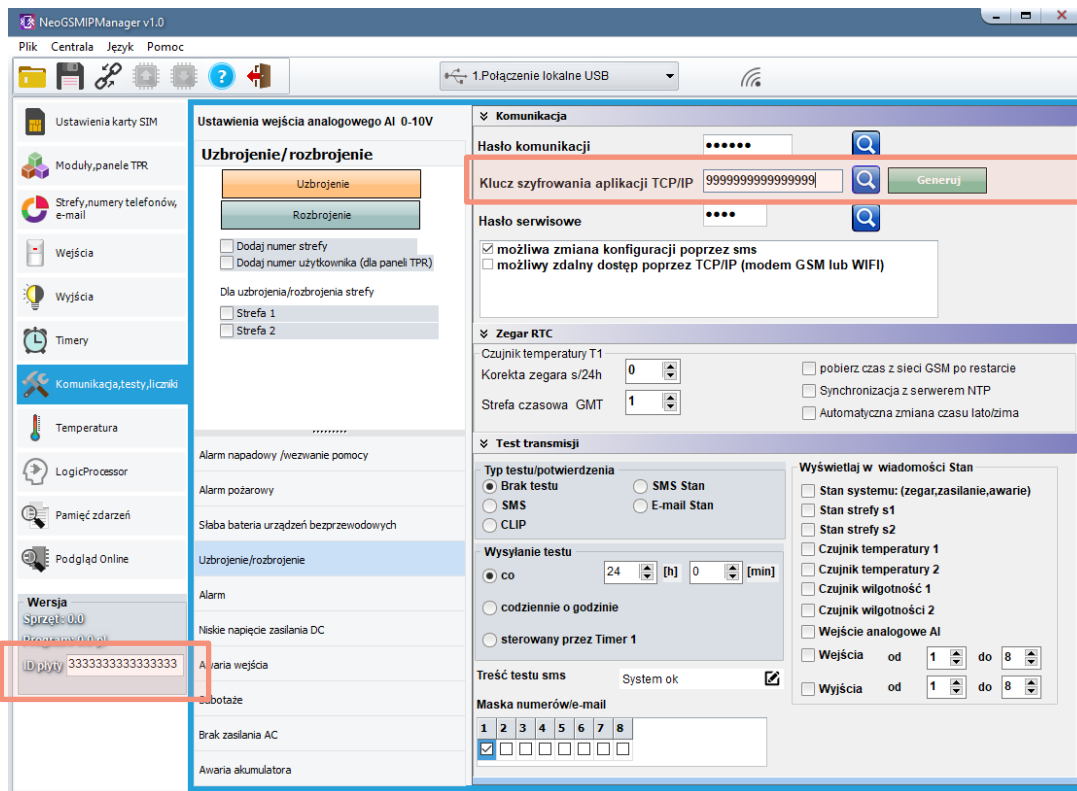 NeoGSMIPManager v1.0
Plik Centrala Język Pomoc
1.Połączenie lokalne USB
Ustawienia karty SIM
Moduły,panele TPR
Strefy,numery telefonów,
e-mail
Wejścia
Wyjścia
Timery
Komunikacja,testy,liczniki
Temperatura
LogicProcessor
Pamięć zdarzeń
Podgląd Online
Wersja
Sprzęt: 0.0
Program: 0.0 pl
ID płyty 3333333333333333
Ustawienia wejścia analogowego AI 0-10V
Uzbrojenie/rozbrojenie
Uzbrojenie
Rozbrojenie
Dodaj numer strefy
Dodaj numer użytkownika (dla paneli TPR)
Dla uzbrojenia/rozbrojenia strefy
Strefa 1
Strefa 2
Alarm napadowy /wezwanie pomocy
Alarm pożarowy
Słaba bateria urządzeń bezprzewodowych
Uzbrojenie/rozbrojenie
Alarm
Niskie napięcie zasilania DC
Awaria wejścia
Sabotaże
Brak zasilania AC
Awaria akumulatora
Komunikacja
Hasło komunikacji
Klucz szyfrowania aplikacji TCP/IP 9999999999999999 Generuj
Hasło serwisowe
możliwa zmiana konfiguracji poprzez sms
możliwy zdalny dostęp poprzez TCP/IP (modem GSM lub WIFI)
Zegar RTC
Czujnik temperatury T1
Korekta zegara s/24h 0
Strefa czasowa GMT 1
pobierz czas z sieci GSM po restarcie
Synchronizacja z serwerem NTP
Automatyczna zmiana czasu lato/zima
Test transmisji
Typ testu/potwierdzenia
Brak testu SMS Stan
SMS E-mail Stan
CLIP
Wysyłanie testu
co 24 [h] 0 [min]
codziennie o godzinie
sterowany przez Timer 1
Treść testu sms System ok
Maska numerów/e-mail
1 2 3 4 5 6 7 8
Wyświetlaj w wiadomości Stan
Stan systemu: (zegar,zasilanie,awarie)
Stan strefy s1
Stan strefy s2
Czujnik temperatury 1
Czujnik temperatury 2
Czujnik wilgotność 1
Czujnik wilgotności 2
Wejście analogowe AI
Wejścia od 1 do 8
Wyjścia od 1 do 8